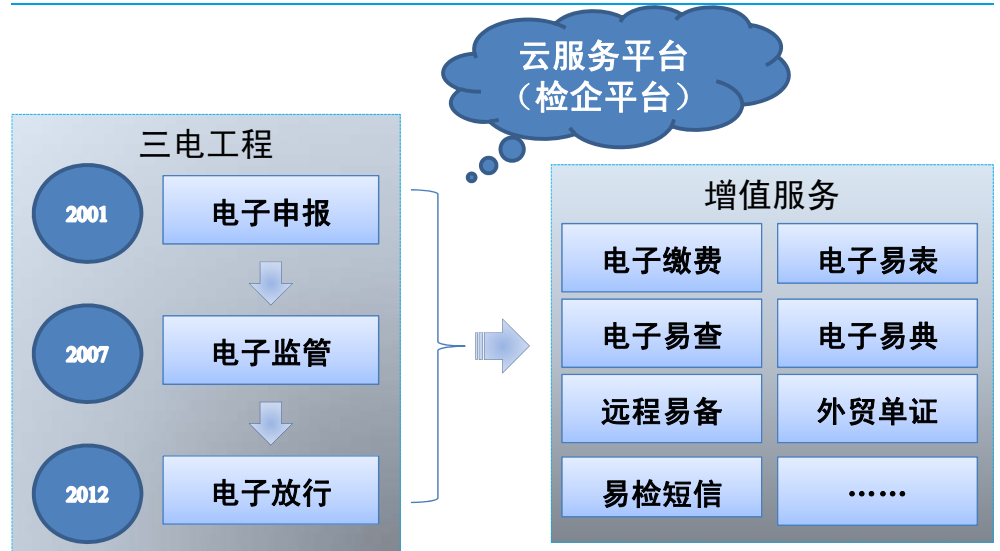 云服务平台
（检企平台）
三电工程
2001
电子申报
2007
电子监管
2012
电子放行
增值服务
电子缴费
电子易表
电子易查
电子易典
远程易备
外贸单证
易检短信
……